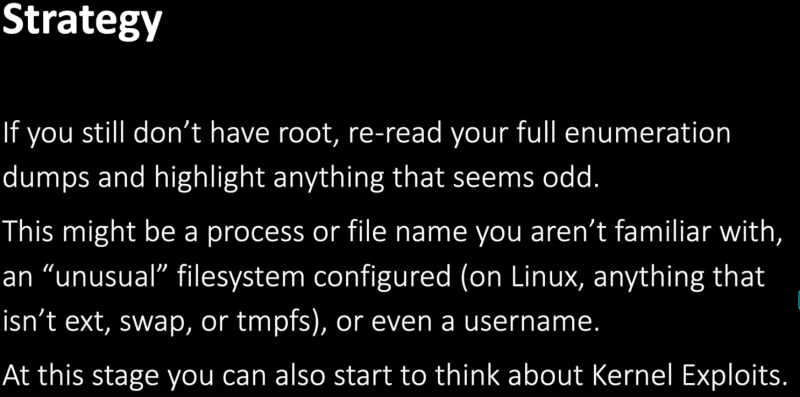 Strategy
If you still don’t have root, re-read your full enumeration
dumps and highlight anything that seems odd.
This might be a process or file name you aren’t familiar with,
an “unusual” filesystem configured (on Linux, anything that
isn’t ext, swap, or tmpfs), or even a username.
At this stage you can also start to think about Kernel Exploits.